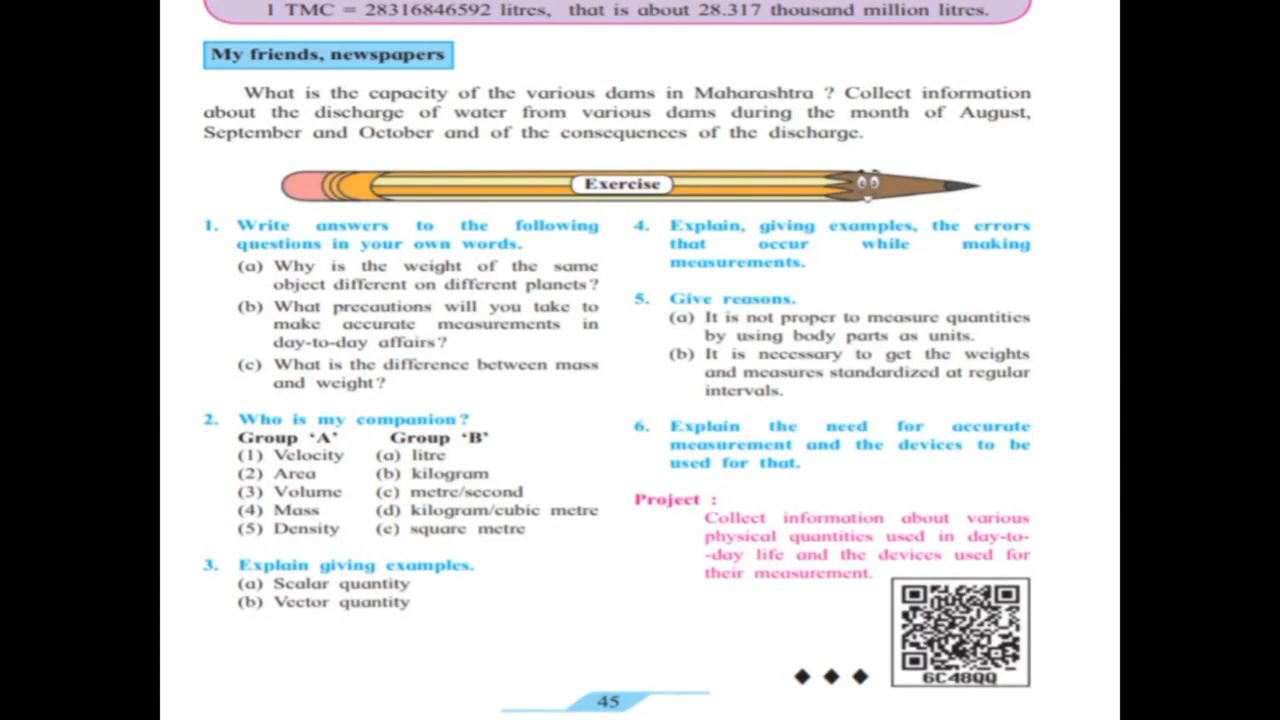 1 TMC = 28316846592 litres, that is about 28.317 thousand million litres.
My friends, newspapers
What is the capacity of the various dams in Maharashtra ? Collect information
about the discharge of water from various dams during the month of August,
September and October and of the consequences of the discharge.
Exercise
1. Write answers to the following
questions in your own words.
(a) Why is the weight of the same
object different on different planets?
(b) What precautions will you take to
make accurate measurements in
day-to-day affairs?
(c) What is the difference between mass
and weight?
2. Who is my companion?
Group ‘A’ Group ‘B’
(1) Velocity (a) litre
(2) Area (b) kilogram
(3) Volume (c) metre/second
(4) Mass (d) kilogram/cubic metre
(5) Density (e) square metre
3. Explain giving examples.
(a) Scalar quantity
(b) Vector quantity
4. Explain, giving examples, the errors
that occur while making
measurements.
5. Give reasons.
(a) It is not proper to measure quantities
by using body parts as units.
(b) It is necessary to get the weights
and measures standardized at regular
intervals.
6. Explain the need for accurate
measurement and the devices to be
used for that.
Project :
Collect information about various
physical quantities used in day-to-
-day life and the devices used for
their measurement.
6C48QQ
45